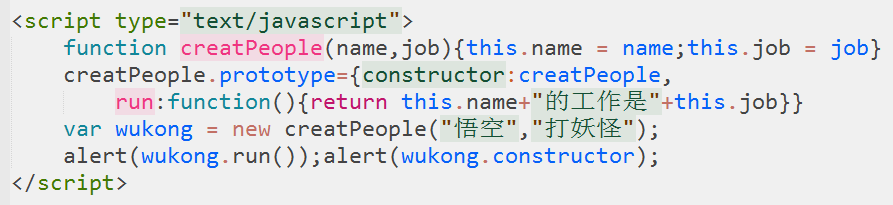 <script type="text/javascript">
function creatPeople(name,job){this.name = name;this.job = job}
creatPeople.prototype={constructor:creatPeople,
run:function(){return this.name+"的工作是"+this.job}}
var wukong = new creatPeople("悟空","打妖怪");
alert(wukong.run());alert(wukong.constructor);
</script>